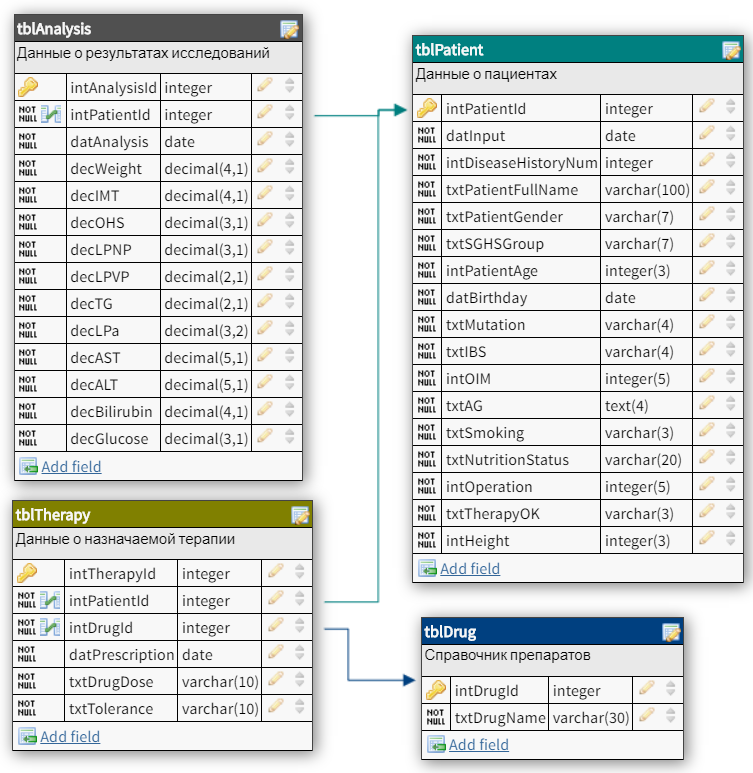 tblAnalysis
Данные о результатах исследований
intAnalysisId integer
NOT NULL intPatientId integer
NOT NULL datAnalysis date
NOT NULL decWeight decimal(4,1)
NOT NULL decIMT decimal(4,1)
NOT NULL decOHS decimal(3,1)
NOT NULL decLPNP decimal(3,1)
NOT NULL decLPVP decimal(2,1)
NOT NULL decTG decimal(2,1)
NOT NULL decLPa decimal(3,2)
NOT NULL decAST decimal(5,1)
NOT NULL decALT decimal(5,1)
NOT NULL decBilirubin decimal(4,1)
NOT NULL decGlucose decimal(3,1)
Add field
tblPatient
Данные о пациентах
intPatientId integer
NOT NULL datInput date
NOT NULL intDiseaseHistoryNum integer
NOT NULL txtPatientFullName varchar(100)
NOT NULL txtPatientGender varchar(7)
NOT NULL txtSGHSGroup varchar(7)
NOT NULL intPatientAge integer(3)
NOT NULL datBirthday date
NOT NULL txtMutation varchar(4)
NOT NULL txtIBS varchar(4)
NOT NULL intOIM integer(5)
NOT NULL txtAG text(4)
NOT NULL txtSmoking varchar(3)
NOT NULL txtNutritionStatus varchar(20)
NOT NULL intOperation integer(5)
NOT NULL txtTherapyOK varchar(3)
NOT NULL intHeight integer(3)
Add field
tblTherapy
Данные о назначаемой терапии
intTherapyId integer
NOT NULL intPatientId integer
NOT NULL intDrugId integer
NOT NULL datPrescription date
NOT NULL txtDrugDose varchar(10)
NOT NULL txtTolerance varchar(10)
Add field
tblDrug
Справочник препаратов
intDrugId integer
NOT NULL txtDrugName varchar(30)
Add field